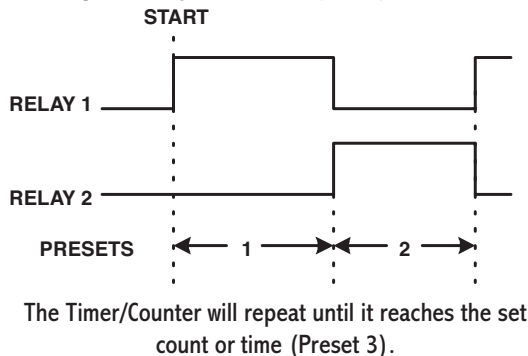 START
RELAY 1
RELAY 2
PRESETS 1 2
The Timer/Counter will repeat until it reaches the set
count or time (Preset 3).